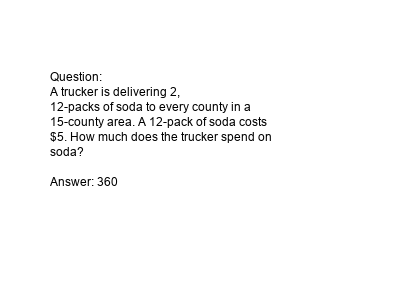 Question:
A trucker is delivering 2,
12-packs of soda to every county in a
15-county area. A 12-pack of soda costs
$5. How much does the trucker spend on
soda?

Answer: 360